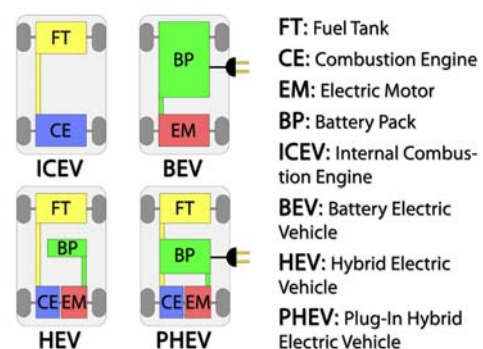 FT
CE
ICEV
BP
EM
BEV
FT
BP
CE EM
HEV
FT
BP
CE EM
PHEV
FT: Fuel Tank
CE: Combustion Engine
EM: Electric Motor
BP: Battery Pack
ICEV: Internal Combus-
tion Engine
BEV: Battery Electric
Vehicle
HEV: Hybrid Electric
Vehicle
PHEV: Plug-In Hybrid
Electric Vehicle